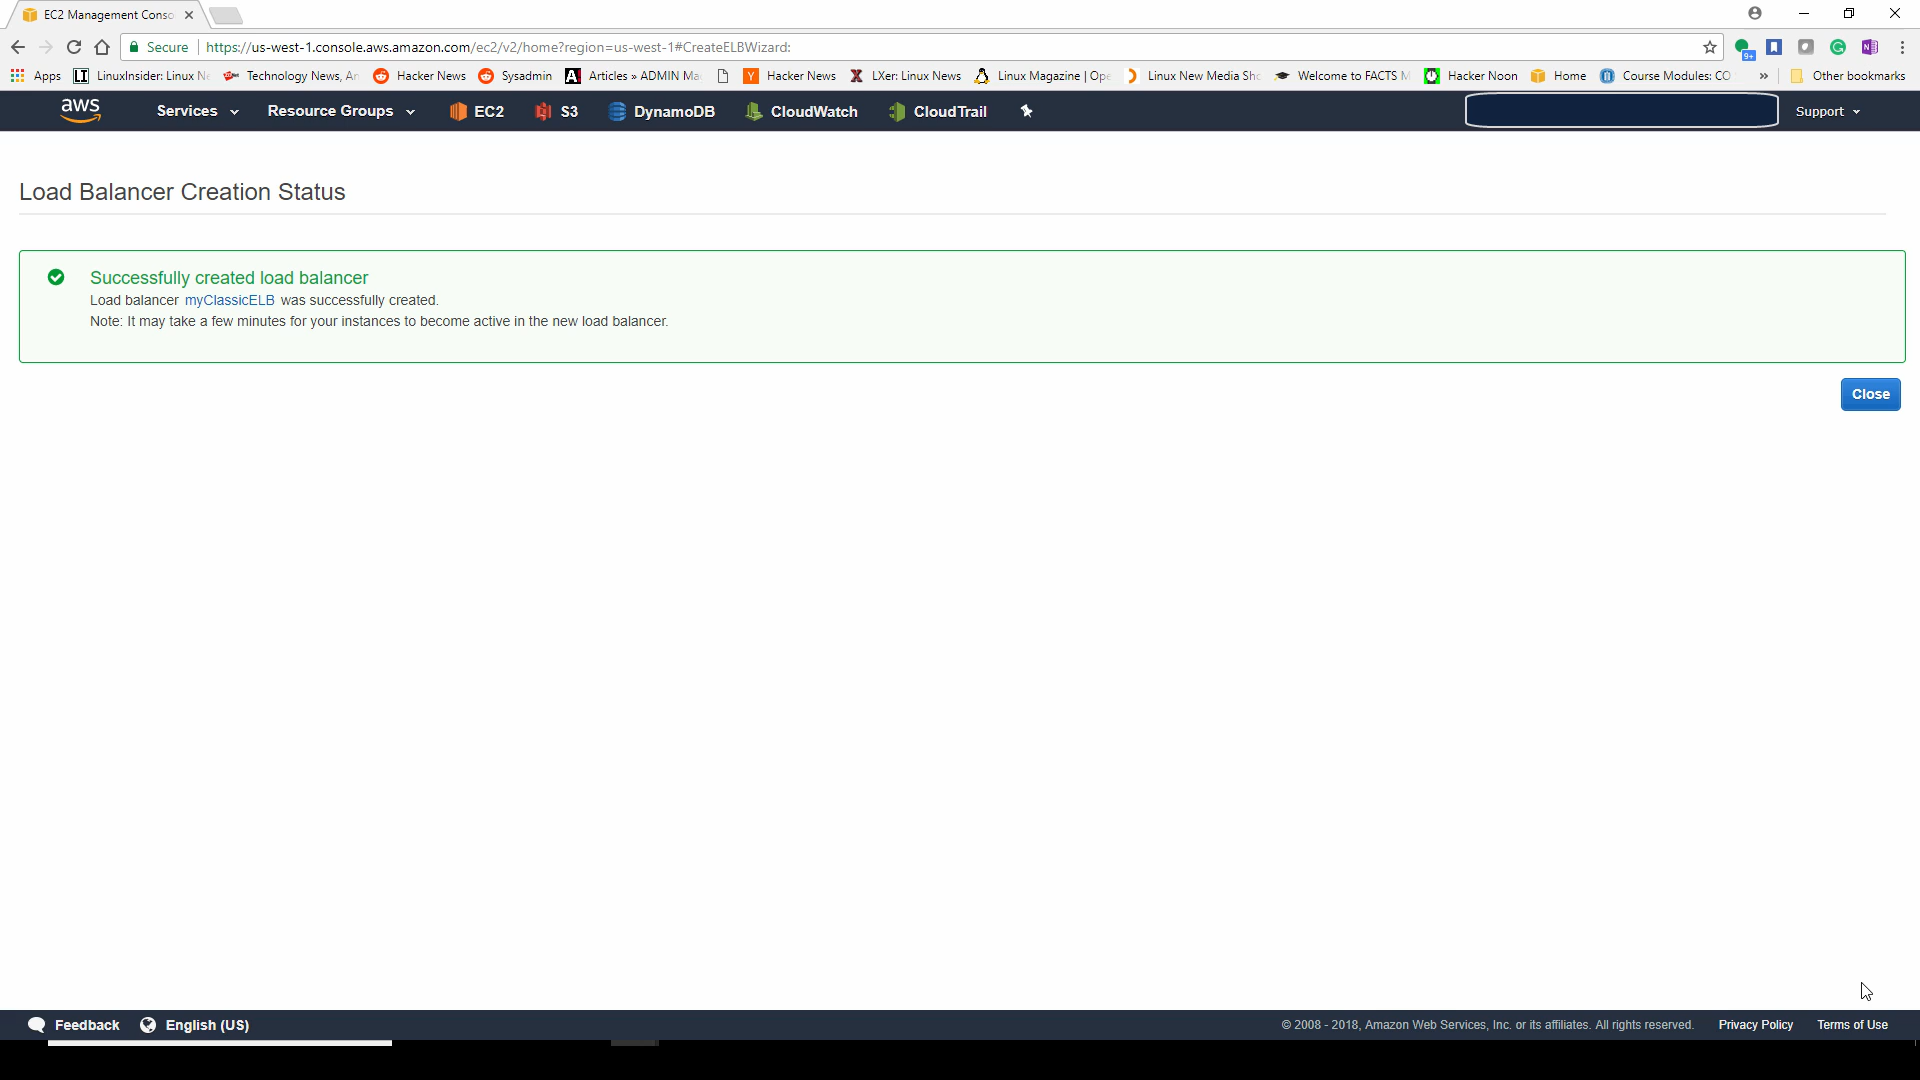 EC2 Management Conso
Secure https://us-west-1.console.aws.amazon.com/ec2/v2/home?region=us-west-1#CreateELBWizard:
9+
Apps LI LinuxInsider: Linux Ne Technology News, An Hacker News Sysadmin A Articles » ADMIN Ma Y Hacker News X LXer: Linux News Linux Magazine | Ope Linux New Media Sho Welcome to FACTS M Hacker Noon Home Course Modules: CO » Other bookmarks
aws Services Resource Groups EC2 S3 DynamoDB CloudWatch CloudTrail Support
Load Balancer Creation Status
Successfully created load balancer
Load balancer myClassicELB was successfully created.
Note: It may take a few minutes for your instances to become active in the new load balancer.
Close
Feedback English (US) © 2008 - 2018, Amazon Web Services, Inc. or its affiliates. All rights reserved. Privacy Policy Terms of Use